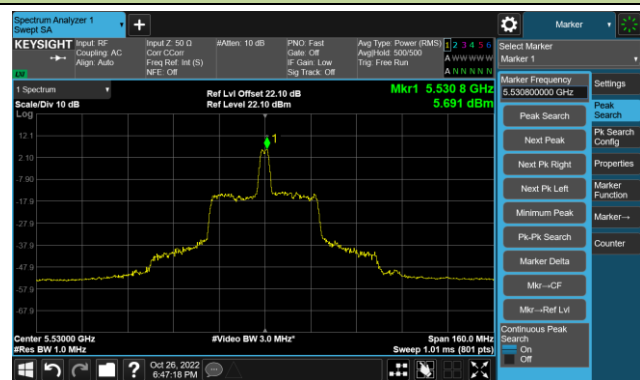 Spectrum Analyzer 1
Swept SA
+
Marker
KEYSIGHT
Input: RF
Coupling: AC
Align: Auto
Input Z: 50 Ω
Corr CCorr
Freq Ref: Int (S)
NFE: Off
#Atten: 10 dB
PNO: Fast
Gate: Off
IF Gain: Low
Sig Track: Off
Avg Type: Power (RMS)
Avg|Hold: 500/500
Trig: Free Run
1 2 3 4 5 6
A W W W W W
A N N N N N
LXI
Select Marker
Marker 1
1 Spectrum
Scale/Div 10 dB
Log
Ref Lvl Offset 22.10 dB
Ref Level 22.10 dBm
Mkr1 5.530 8 GHz
5.691 dBm
12.1
2.10
-7.90
-17.9
-27.9
-37.9
-47.9
-57.9
-67.9
1
Center 5.53000 GHz
#Res BW 1.0 MHz
#Video BW 3.0 MHz*
Span 160.0 MHz
Sweep 1.01 ms (801 pts)
Marker Frequency
5.530800000 GHz
Peak Search
Next Peak
Next Pk Right
Next Pk Left
Minimum Peak
Pk-Pk Search
Marker Delta
Mkr→CF
Mkr→Ref Lvl
Continuous Peak
Search
On
Off
Settings
Peak
Search
Pk Search
Config
Properties
Marker
Function
Marker→
Counter
?
Oct 26, 2022
6:47:18 PM